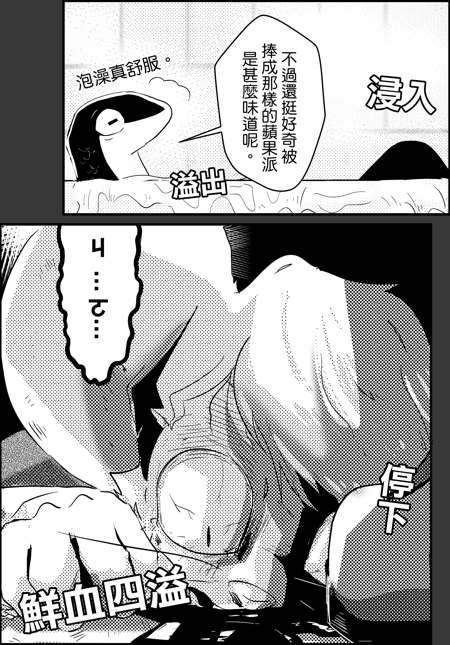 浸入
不過還挺好奇被
捧成那樣的蘋果派
是甚麼味道呢。
泡澡真舒服。
溢出
停下
鮮血四溢